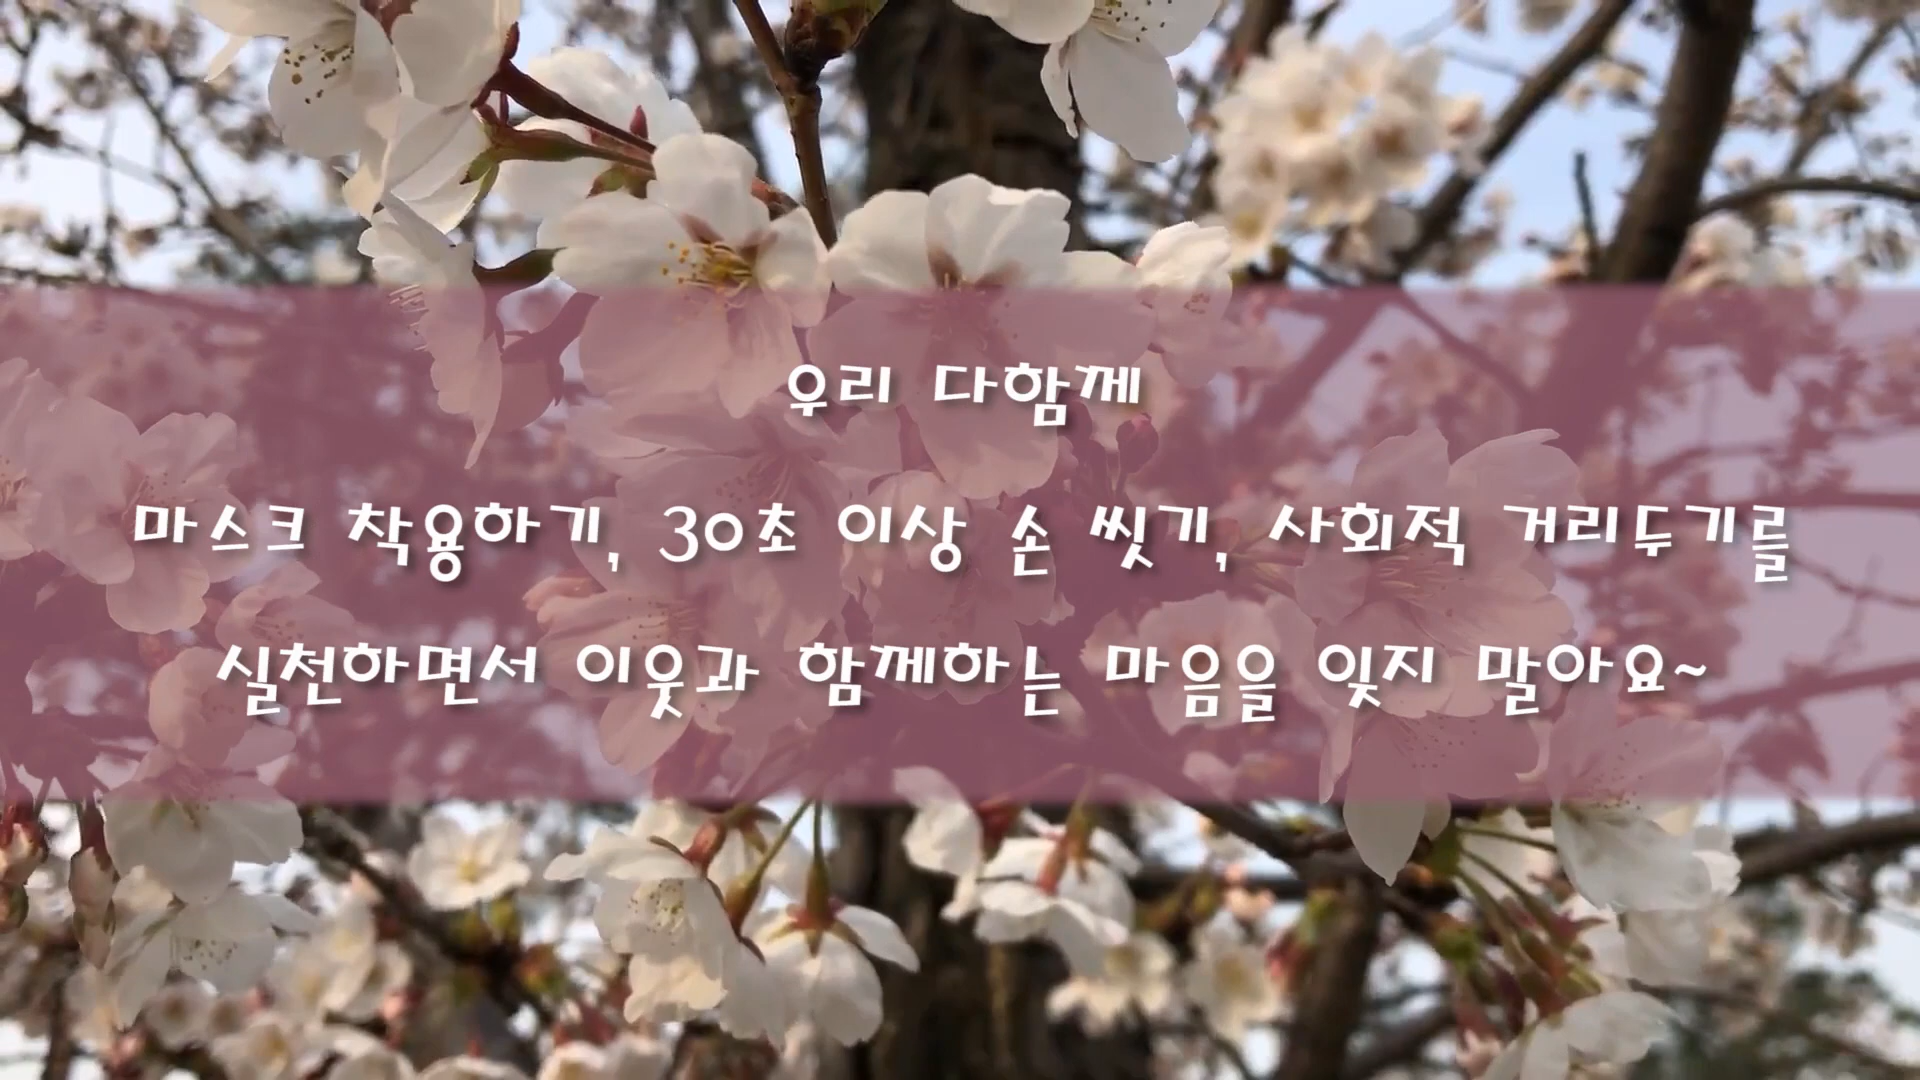 우리 다함께
마스크 착용하기, 30초 이상 손 씻기, 사회적 거리두기를
실천하면서 이웃과 함께하는 마음을 잊지 말아요~